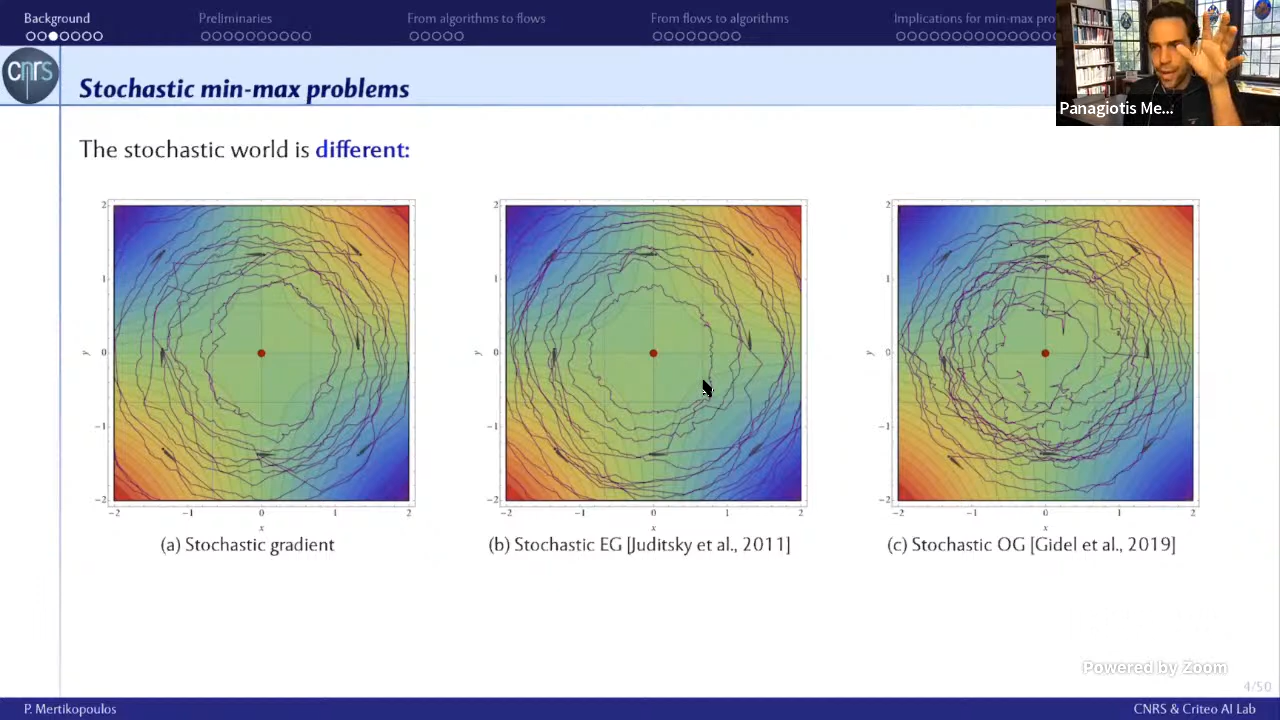 Background
Preliminaries
From algorithms to flows
From flows to algorithms
Implications for min-max pro
cnrs
Stochastic min-max problems
Panagiotis Me...
The stochastic world is different:
2
1
0
−1
−2
y
−2 −1 0 1 2
x
2
1
0
−1
−2
y
−2 −1 0 1 2
x
2
1
0
−1
−2
y
−2 −1 0 1 2
x
(a) Stochastic gradient
(b) Stochastic EG [Juditsky et al., 2011]
(c) Stochastic OG [Gidel et al., 2019]
Powered by Zoom
4/50
P. Mertikopoulos
CNRS & Criteo AI Lab